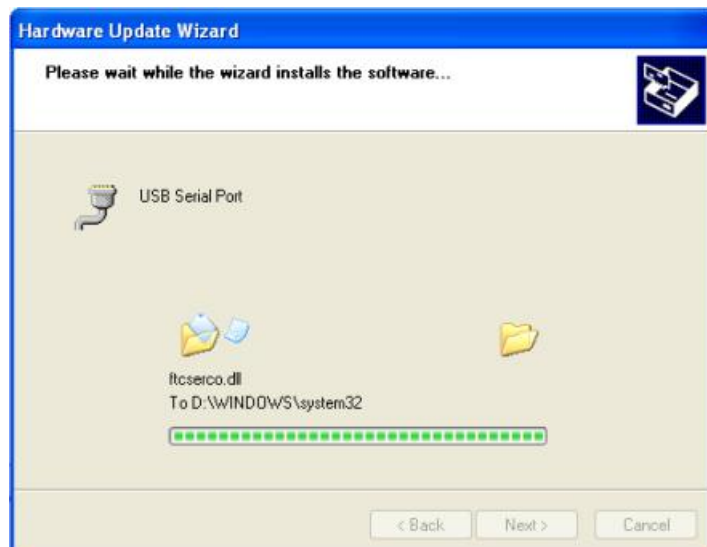 Hardware Update Wizard
Please wait while the wizard installs the software...
USB Serial Port
ftcserco.dll
To D:\WINDOWS\system32
< Back
Next >
Cancel